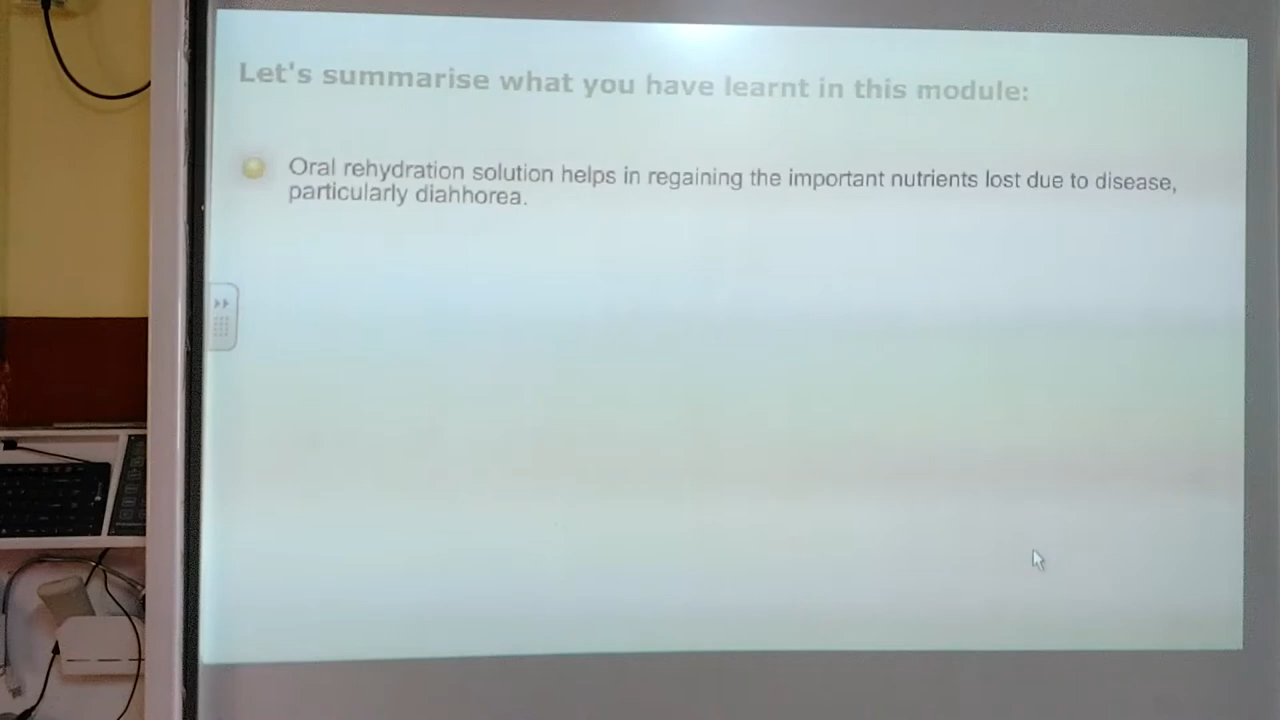 Let's summarise what you have learnt in this module:
Oral rehydration solution helps in regaining the important nutrients lost due to disease,
particularly diahhorea.